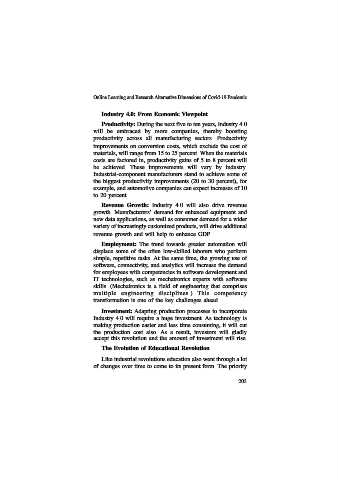 Online Learning and Research Alternative Dimensions of Covid-19 Pandemic
Industry 4.0: From Economic Viewpoint
Productivity: During the next five to ten years, Industry 4.0
will be embraced by more companies, thereby boosting
productivity across all manufacturing sectors. Productivity
improvements on conversion costs, which exclude the cost of
materials, will range from 15 to 25 percent. When the materials
costs are factored in, productivity gains of 5 to 8 percent will
be achieved. These improvements will vary by industry.
Industrial-component manufacturers stand to achieve some of
the biggest productivity improvements (20 to 30 percent), for
example, and automotive companies can expect increases of 10
to 20 percent.
Revenue Growth: Industry 4.0 will also drive revenue
growth. Manufacturers' demand for enhanced equipment and
new data applications, as well as consumer demand for a wider
variety of increasingly customized products, will drive additional
revenue growth and will help to enhance GDP.
Employment: The trend towards greater automation will
displace some of the often low-skilled laborers who perform
simple, repetitive tasks. At the same time, the growing use of
software, connectivity, and analytics will increase the demand
for employees with competencies in software development and
IT technologies, such as mechatronics experts with software
skills. (Mechatronics is a field of engineering that comprises
multiple engineering disciplines.) This competency
transformation is one of the key challenges ahead.
Investment: Adapting production processes to incorporate
Industry 4.0 will require a huge investment. As technology is
making production easier and less time consuming, it will cut
the production cost also. As a result, investors will gladly
accept this revolution and the amount of investment will rise.
The Evolution of Educational Revolution
Like industrial revolutions education also went through a lot
of changes over time to come to its present form. The priority
203